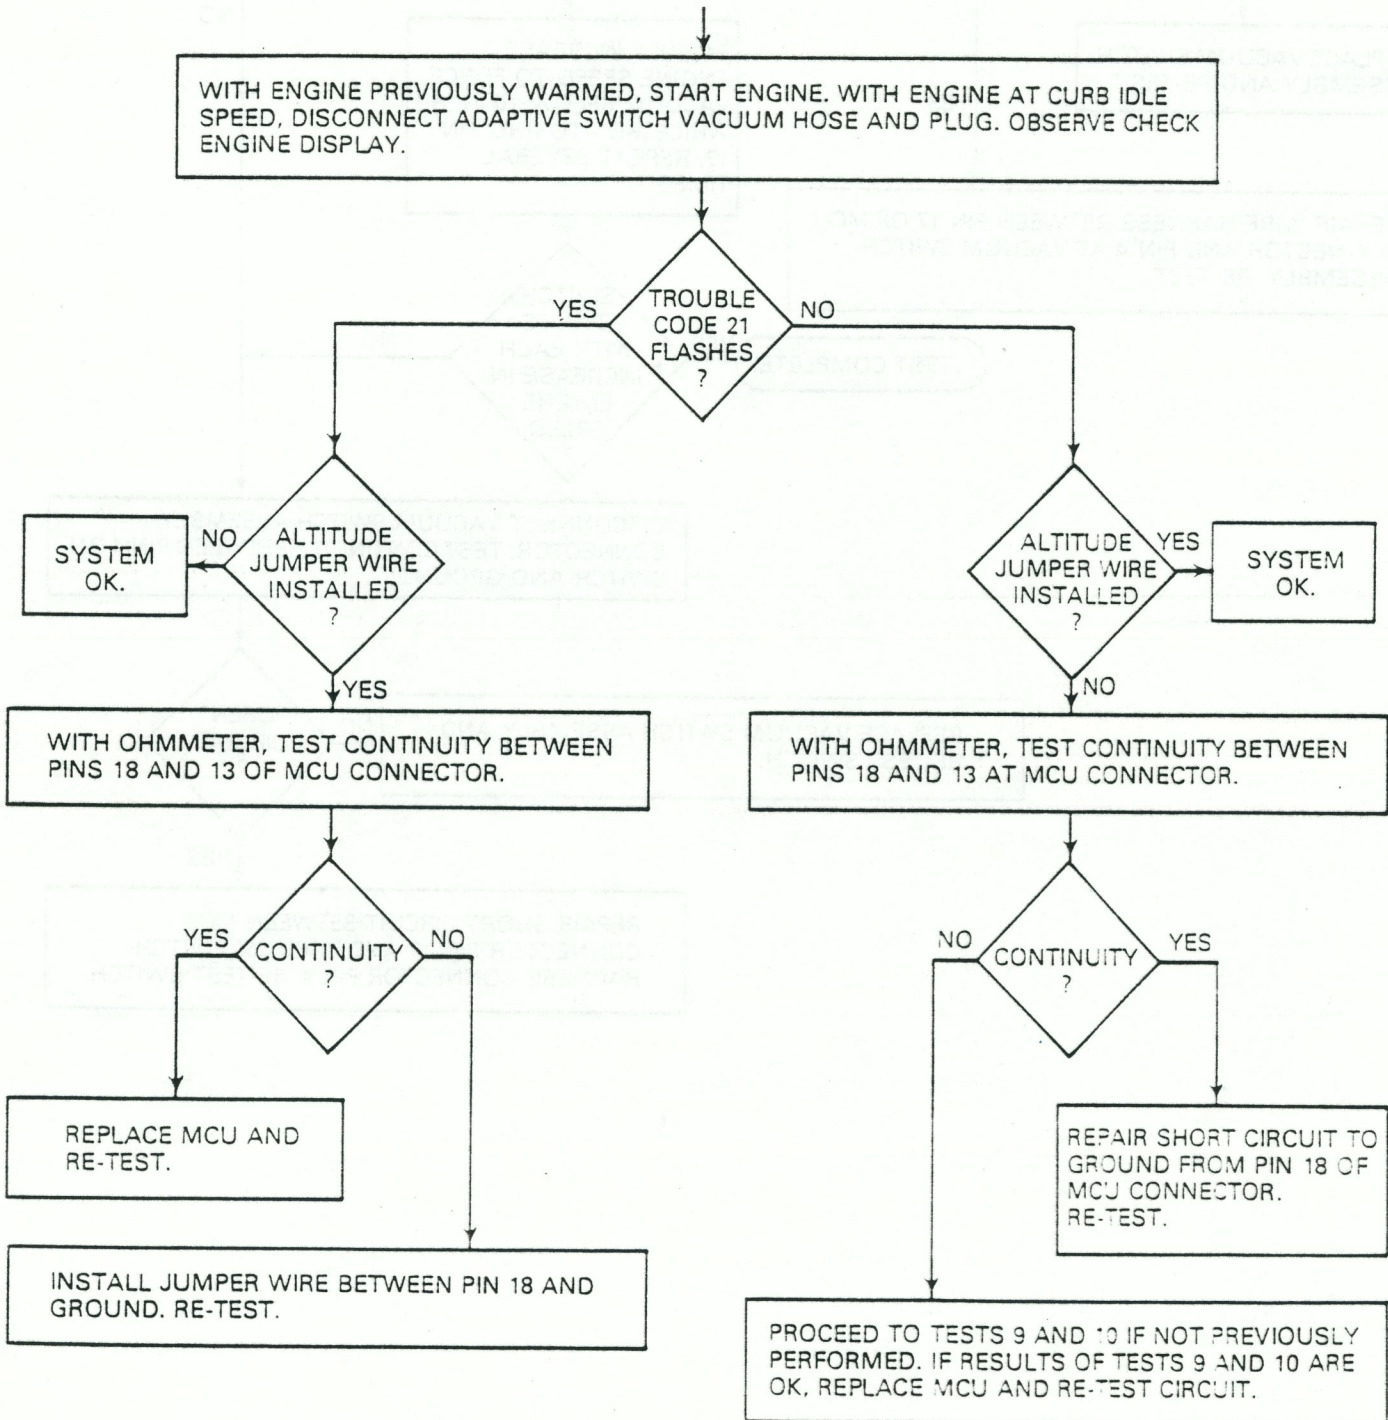 WITH ENGINE PREVIOUSLY WARMED, START ENGINE. WITH ENGINE AT CURB IDLE
SPEED, DISCONNECT ADAPTIVE SWITCH VACUUM HOSE AND PLUG. OBSERVE CHECK
ENGINE DISPLAY.
YES
TROUBLE
CODE 21
FLASHES
?
NO
SYSTEM
OK.
NO
ALTITUDE
JUMPER WIRE
INSTALLED
?
YES
ALTITUDE
JUMPER WIRE
INSTALLED
?
YES
SYSTEM
OK.
NO
WITH OHMMETER, TEST CONTINUITY BETWEEN
PINS 18 AND 13 OF MCU CONNECTOR.
WITH OHMMETER, TEST CONTINUITY BETWEEN
PINS 18 AND 13 AT MCU CONNECTOR.
YES
CONTINUITY
?
NO
NO
CONTINUITY
?
YES
REPLACE MCU AND
RE-TEST.
REPAIR SHORT CIRCUIT TO
GROUND FROM PIN 18 OF
MCU CONNECTOR.
RE-TEST.
INSTALL JUMPER WIRE BETWEEN PIN 18 AND
GROUND. RE-TEST.
PROCEED TO TESTS 9 AND 10 IF NOT PREVIOUSLY
PERFORMED. IF RESULTS OF TESTS 9 AND 10 ARE
OK, REPLACE MCU AND RE-TEST CIRCUIT.